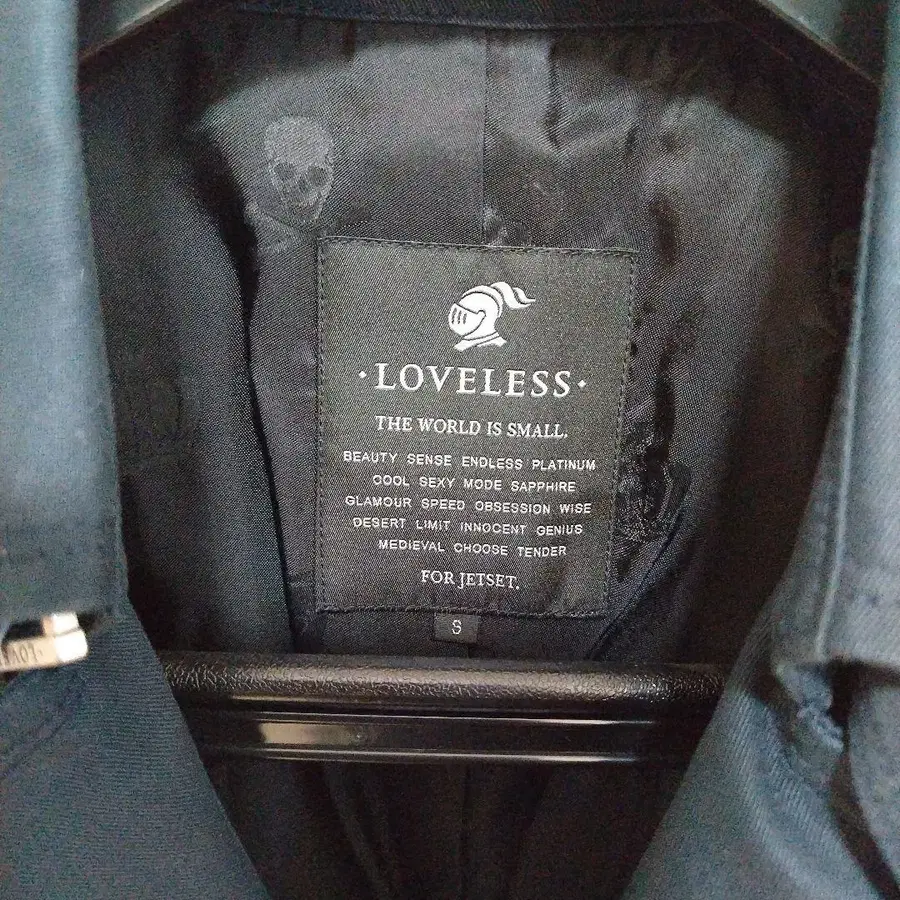 ·LOVELESS·
THE WORLD IS SMALL.
BEAUTY SENSE ENDLESS PLATINUM
COOL SEXY MODE SAPPHIRE
GLAMOUR SPEED OBSESSION WISE
DESERT LIMIT INNOCENT GENIUS
MEDIEVAL CHOOSE TENDER
FOR JETSET.
S